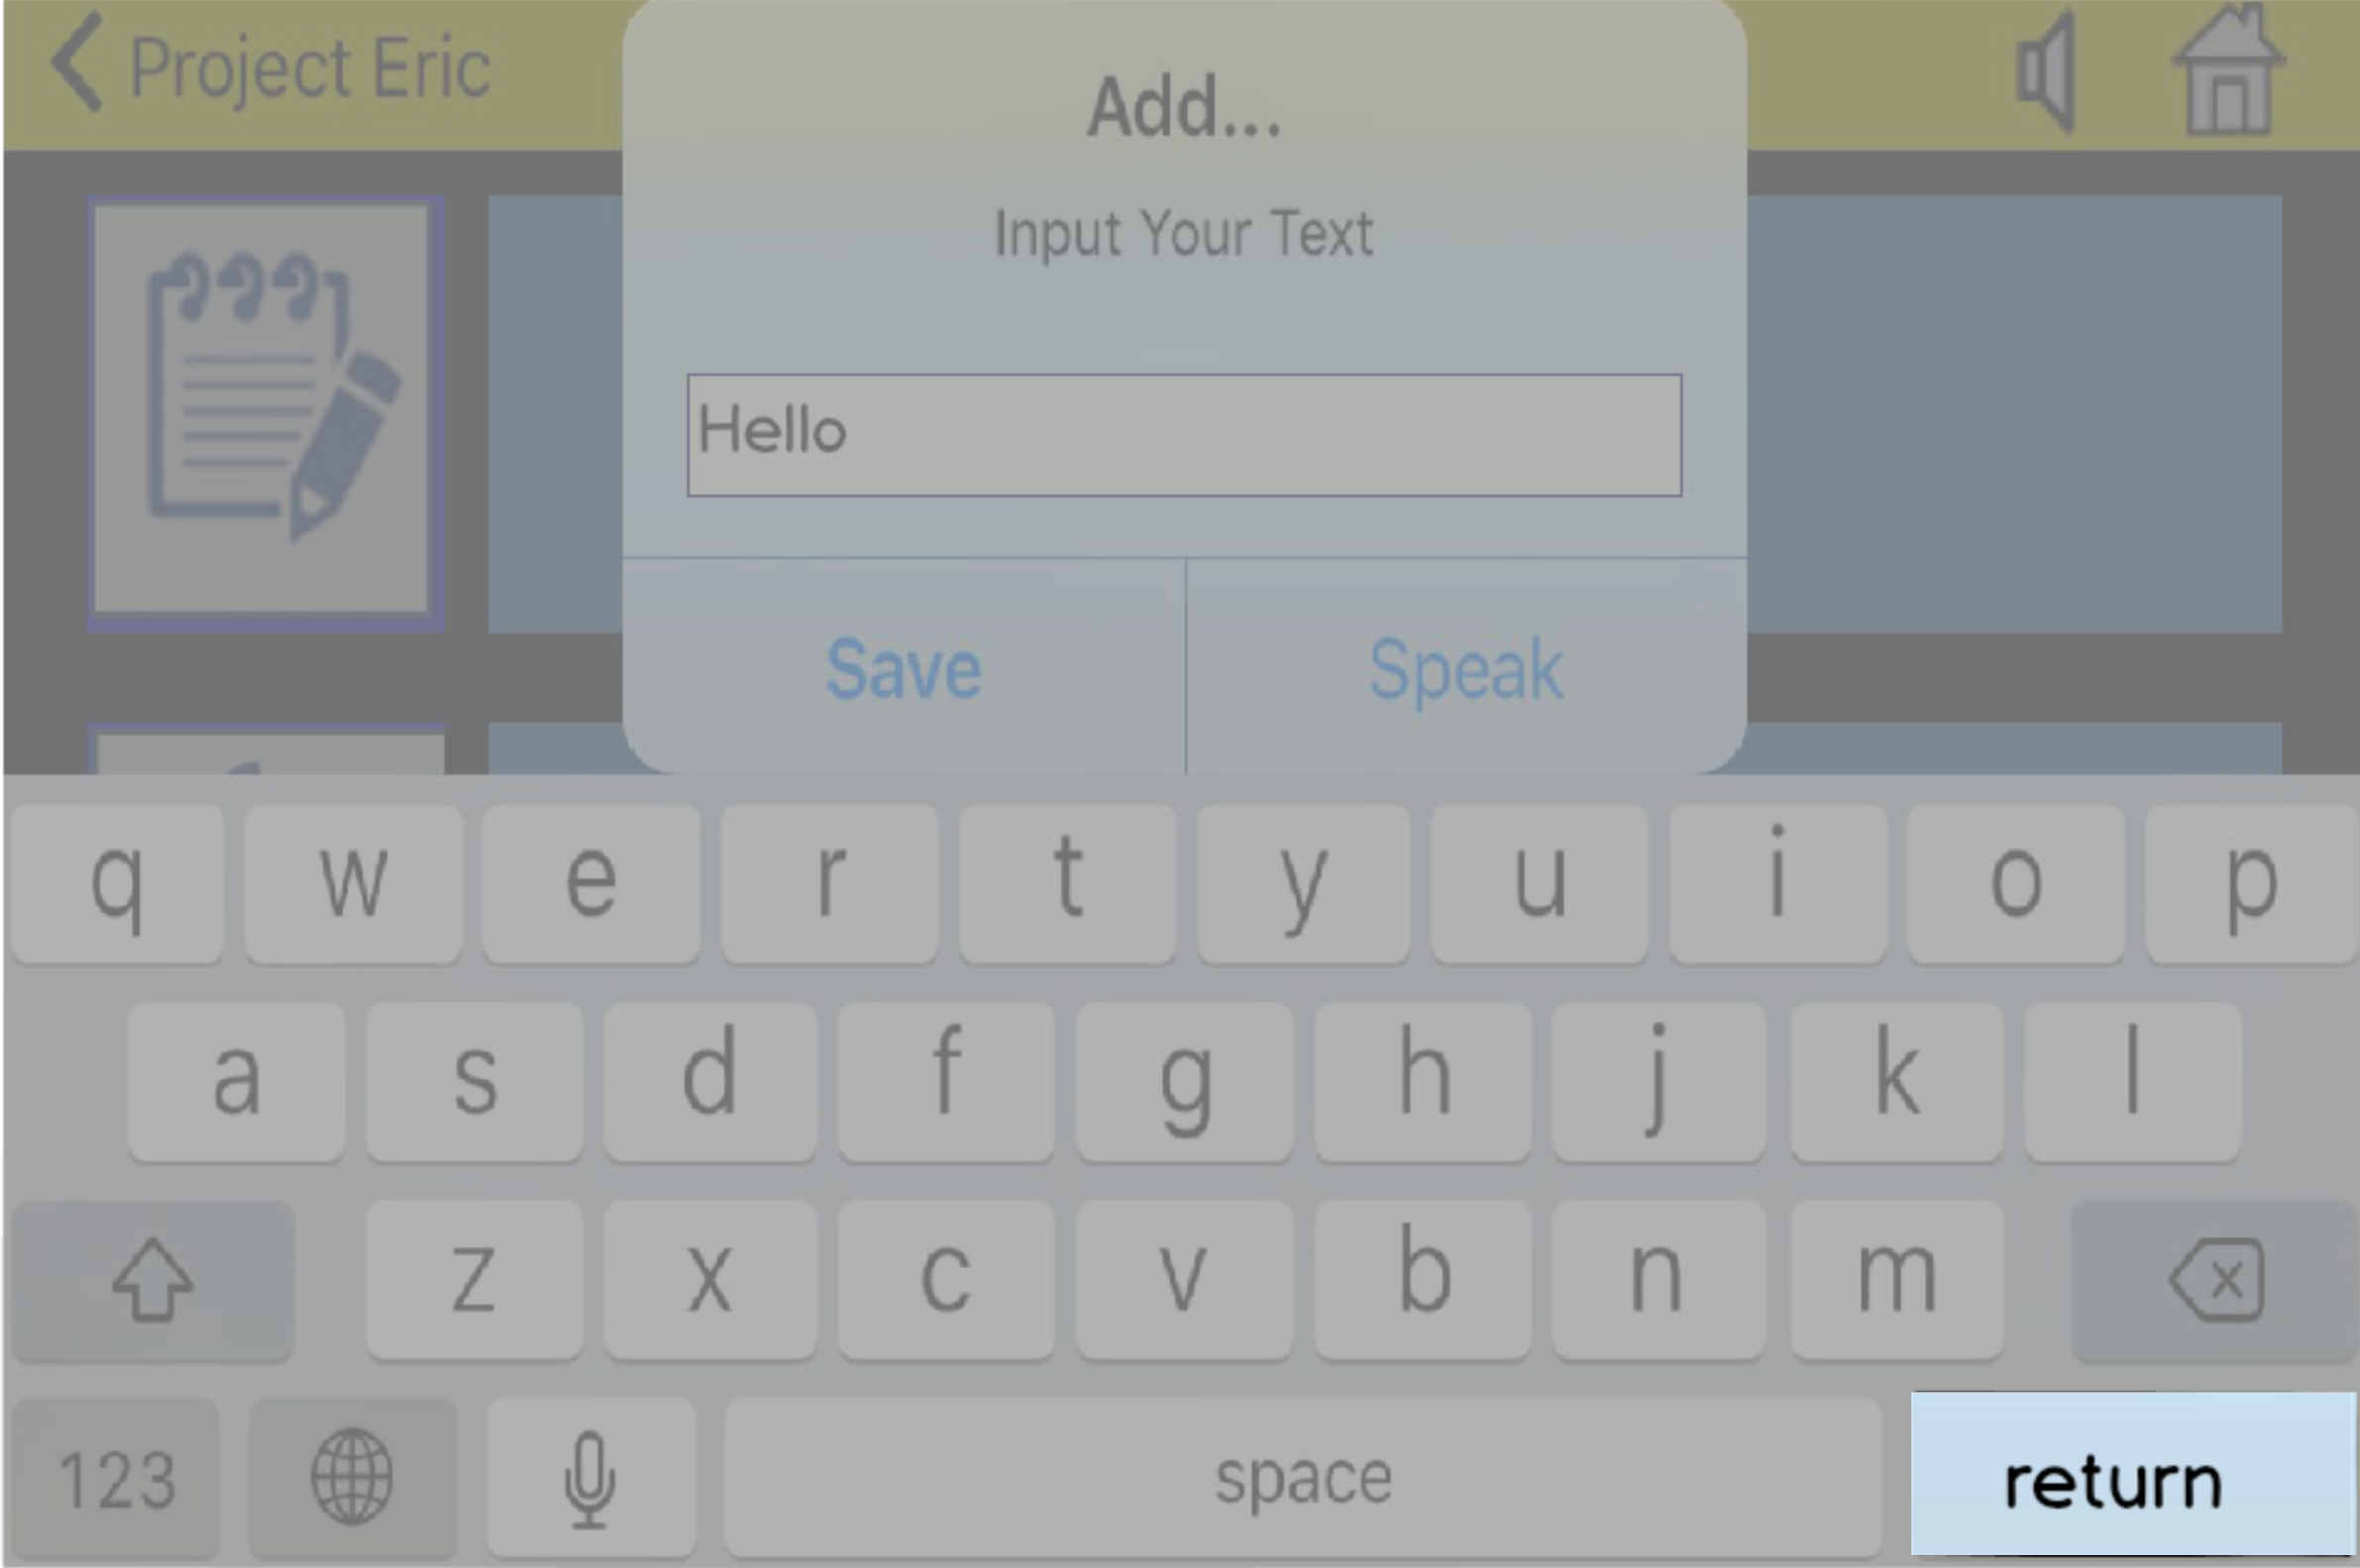 Project Eric
Add...
Input Your Text
Hello
Save Speak
q w e r t y u i o p
a s d f g h j k l
z x c v b n m
123 space return